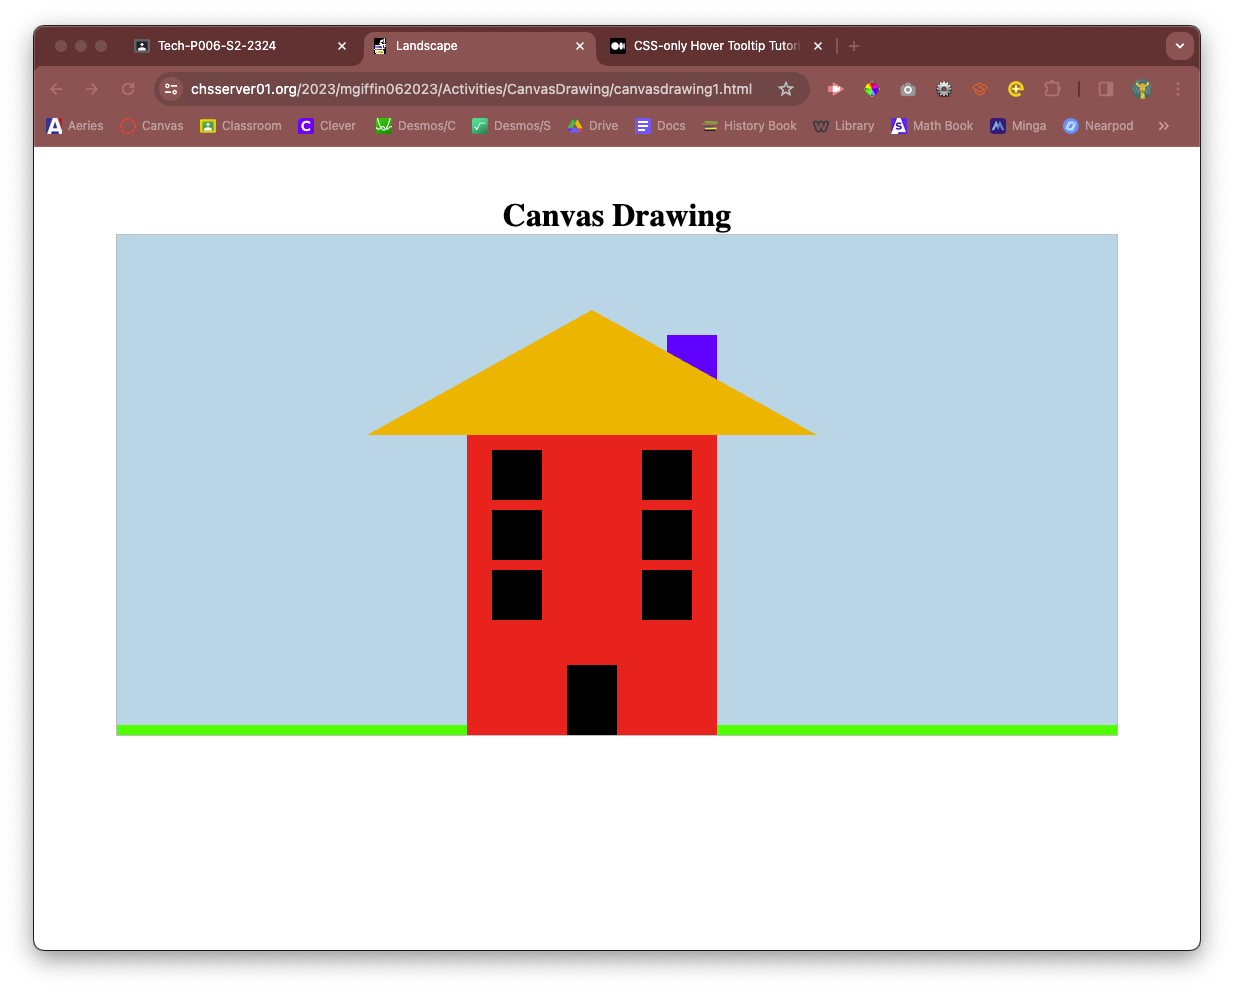 Tech-P006-S2-2324
Landscape
CSS-only Hover Tooltip Tutori
chsserver01.org/2023/mgiffin062023/Activities/CanvasDrawing/canvasdrawing1.html
Aeries Canvas Classroom Clever Desmos/C Desmos/S Drive Docs History Book Library Math Book Minga Nearpod
Canvas Drawing